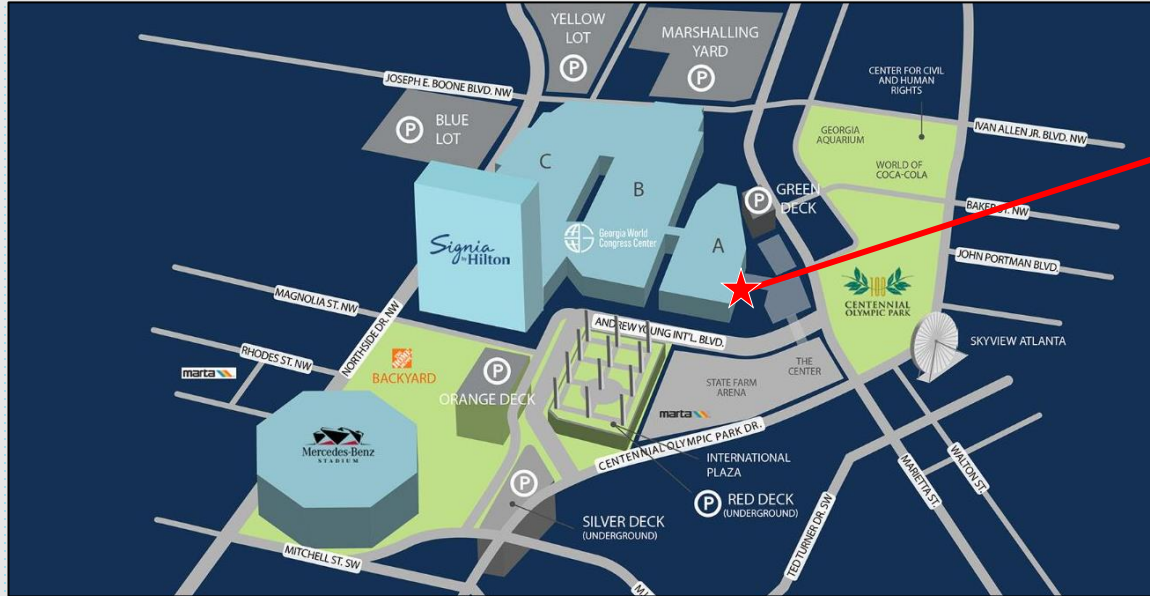 YELLOW
LOT
P
MARSHALLING
YARD
P
JOSEPH E. BOONE BLVD. NW
CENTER FOR CIVIL
AND HUMAN
RIGHTS
P
BLUE
LOT
IVAN ALLEN JR. BLVD. NW
GEORGIA
AQUARIUM
WORLD OF
COCA-COLA
C
B
A
P
GREEN
DECK
BAKER ST. NW
Signia
by Hilton
Georgia World
Congress Center
JOHN PORTMAN BLVD.
100
CENTENNIAL
OLYMPIC PARK
MAGNOLIA ST. NW
NORTHSIDE DR. NW
ANDREW YOUNG INT'L. BLVD.
SKYVIEW ATLANTA
RHODES ST. NW
marta
BACKYARD
P
ORANGE DECK
THE
CENTER
STATE FARM
ARENA
marta
Mercedes-Benz
STADIUM
CENTENNIAL OLYMPIC PARK DR.
INTERNATIONAL
PLAZA
P
RED DECK
(UNDERGROUND)
P
SILVER DECK
(UNDERGROUND)
MITCHELL ST. SW
MARIETTA ST.
WALTON ST.
TED TURNER DR. SW